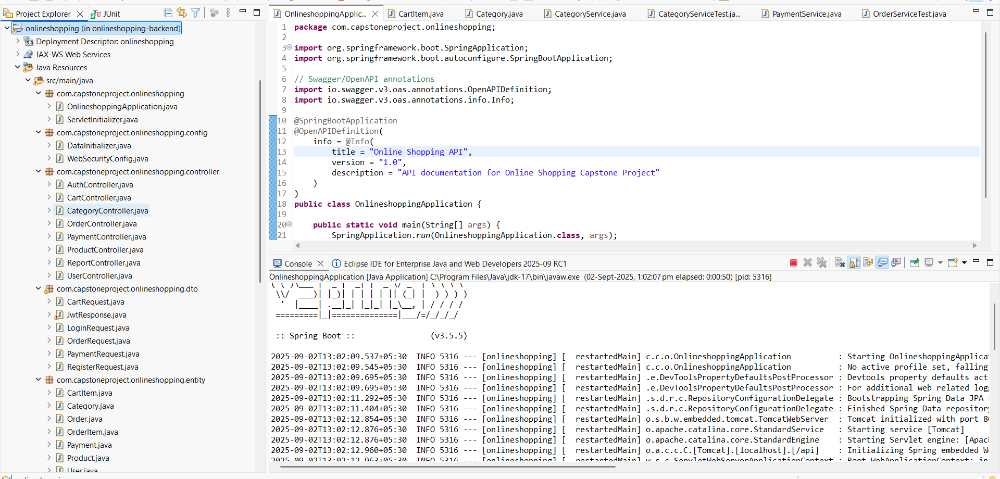 Project Explorer
JUnit
onlineshopping (in onlineshopping-backend)
Deployment Descriptor: onlineshopping
JAX-WS Web Services
Java Resources
src/main/java
com.capstoneproject.onlineshopping
OnlineshoppingApplication.java
ServletInitializer.java
com.capstoneproject.onlineshopping.config
DataInitializer.java
WebSecurityConfig.java
com.capstoneproject.onlineshopping.controller
AuthController.java
CartController.java
CategoryController.java
OrderController.java
PaymentController.java
ProductController.java
ReportController.java
UserController.java
com.capstoneproject.onlineshopping.dto
CartRequest.java
JwtResponse.java
LoginRequest.java
OrderRequest.java
PaymentRequest.java
RegisterRequest.java
com.capstoneproject.onlineshopping.entity
CartItem.java
Category.java
Order.java
OrderItem.java
Payment.java
Product.java
User.java
OnlineshoppingApplic...
CartItem.java
Category.java
CategoryService.java
CategoryServiceTest.ja...
PaymentService.java
OrderServiceTest.java
1 package com.capstoneproject.onlineshopping;
2
3 import org.springframework.boot.SpringApplication;
4 import org.springframework.boot.autoconfigure.SpringBootApplication;
5
6 // Swagger/OpenAPI annotations
7 import io.swagger.v3.oas.annotations.OpenAPIDefinition;
8 import io.swagger.v3.oas.annotations.info.Info;
9
10 @SpringBootApplication
11 @OpenAPIDefinition(
12 info = @Info(
13 title = "Online Shopping API",
14 version = "1.0",
15 description = "API documentation for Online Shopping Capstone Project"
16 )
17 )
18 public class OnlineshoppingApplication {
19
20 public static void main(String[] args) {
21 SpringApplication.run(OnlineshoppingApplication.class, args);
Console
Eclipse IDE for Enterprise Java and Web Developers 2025-09 RC1
OnlineshoppingApplication [Java Application] C:\Program Files\Java\jdk-17\bin\javaw.exe (02-Sept-2025, 1:02:07 pm elapsed: 0:00:50) [pid: 5316]
:: Spring Boot :: (v3.5.5)
2025-09-02T13:02:09.537+05:30 INFO 5316 --- [onlineshopping] [ restartedMain] c.c.o.OnlineshoppingApplication : Starting OnlineshoppingApplica
2025-09-02T13:02:09.545+05:30 INFO 5316 --- [onlineshopping] [ restartedMain] c.c.o.OnlineshoppingApplication : No active profile set, falling
2025-09-02T13:02:09.695+05:30 INFO 5316 --- [onlineshopping] [ restartedMain] .e.DevToolsPropertyDefaultsPostProcessor : Devtools property defaults act
2025-09-02T13:02:09.695+05:30 INFO 5316 --- [onlineshopping] [ restartedMain] .e.DevToolsPropertyDefaultsPostProcessor : For additional web related log
2025-09-02T13:02:11.292+05:30 INFO 5316 --- [onlineshopping] [ restartedMain] .s.d.r.c.RepositoryConfigurationDelegate : Bootstrapping Spring Data JPA
2025-09-02T13:02:11.404+05:30 INFO 5316 --- [onlineshopping] [ restartedMain] .s.d.r.c.RepositoryConfigurationDelegate : Finished Spring Data repository
2025-09-02T13:02:12.854+05:30 INFO 5316 --- [onlineshopping] [ restartedMain] o.s.b.w.embedded.tomcat.TomcatWebServer : Tomcat initialized with port 8
2025-09-02T13:02:12.876+05:30 INFO 5316 --- [onlineshopping] [ restartedMain] o.apache.catalina.core.StandardService : Starting service [Tomcat]
2025-09-02T13:02:12.876+05:30 INFO 5316 --- [onlineshopping] [ restartedMain] o.apache.catalina.core.StandardEngine : Starting Servlet engine: [Apac
2025-09-02T13:02:12.960+05:30 INFO 5316 --- [onlineshopping] [ restartedMain] o.a.c.c.C.[Tomcat].[localhost].[/api] : Initializing Spring embedded W
2025-09-02T13:02:12.963+05:30 INFO 5316 --- [onlineshopping] [ restartedMain] w.s.c.ServletWebServerApplicationContext : Root WebApplicationContext: in